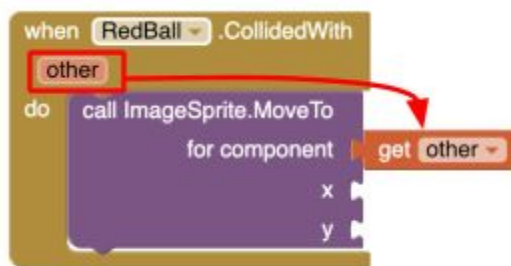 when RedBall .CollidedWith
other
do call ImageSprite.MoveTo
for component get other
x
y